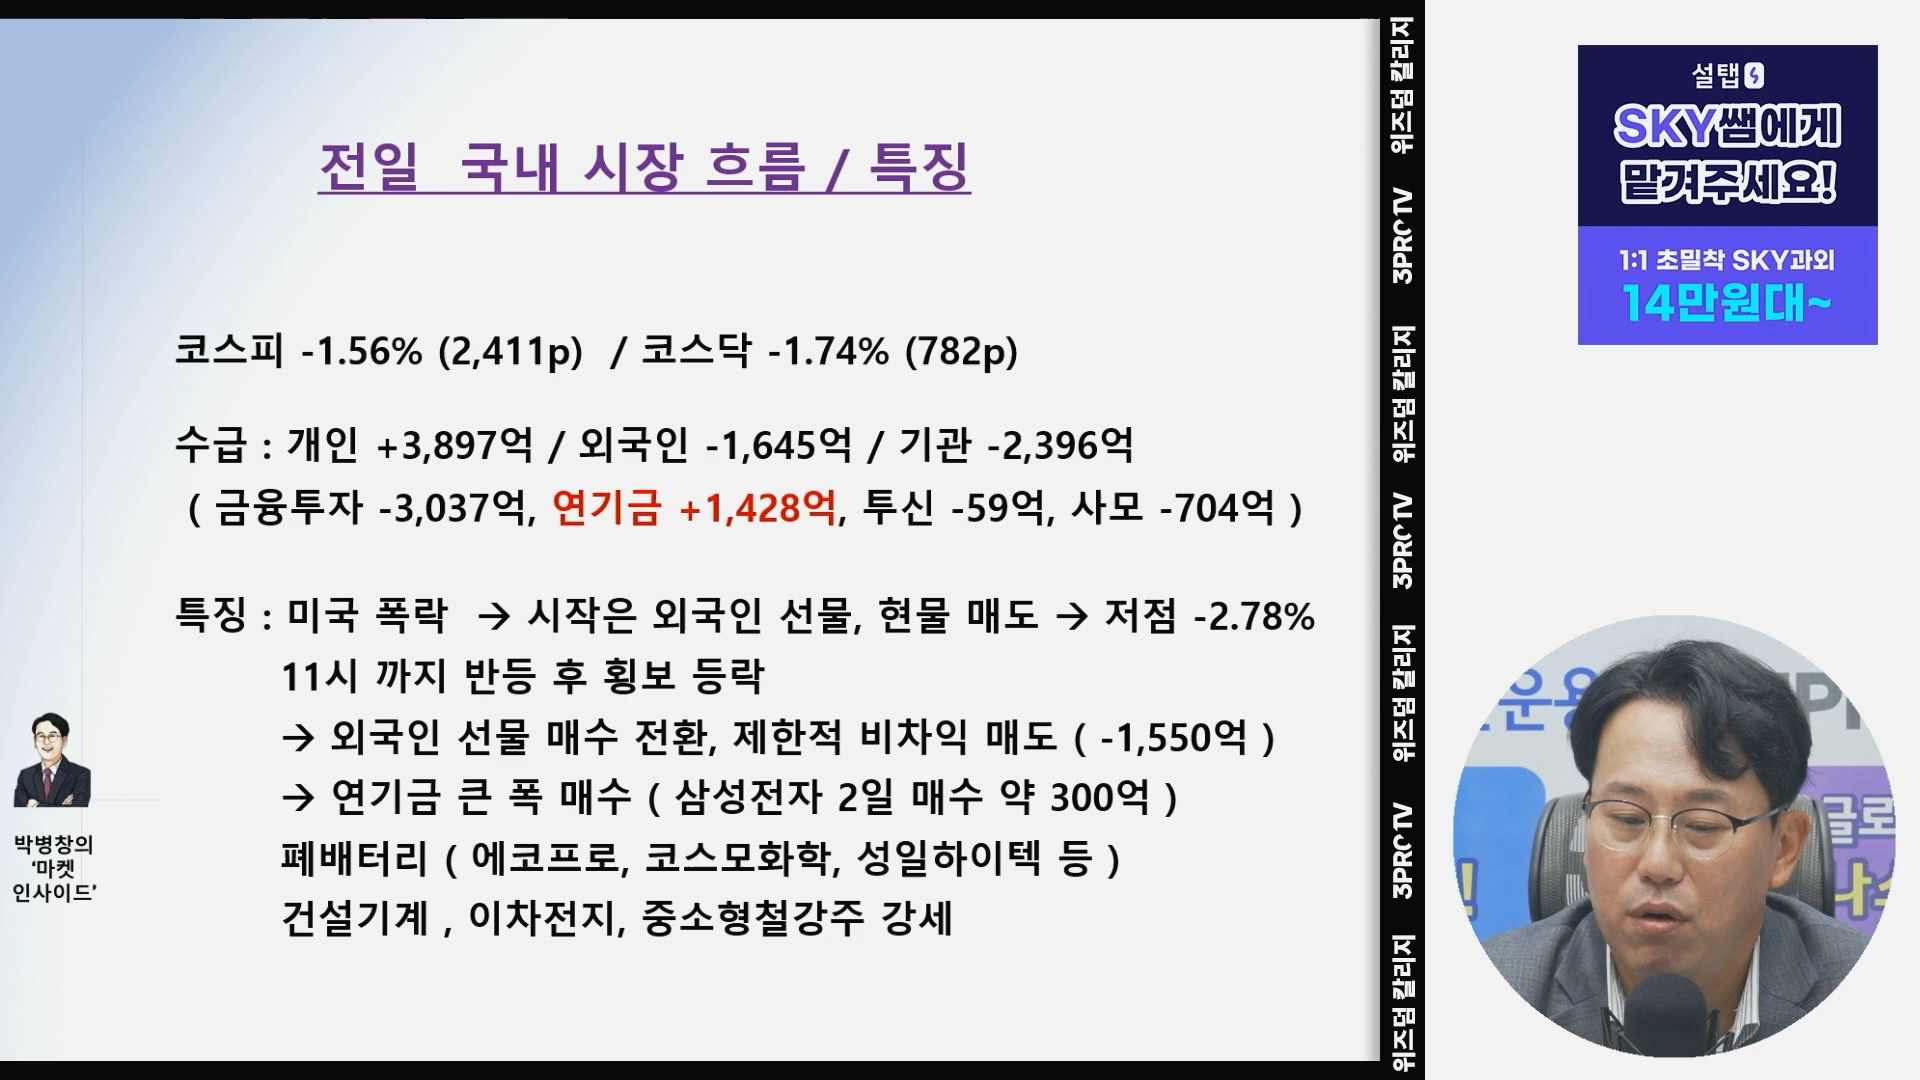 전일 국내 시장 흐름 / 특징
코스피 -1.56% (2,411p) / 코스닥 -1.74% (782p)
수급 : 개인 +3,897억 / 외국인 -1,645억 / 기관 -2,396억
( 금융투자 -3,037억, 연기금 +1,428억, 투신 -59억, 사모 -704억 )
특징 : 미국 폭락 → 시작은 외국인 선물, 현물 매도 → 저점 -2.78%
11시 까지 반등 후 횡보 등락
→ 외국인 선물 매수 전환, 제한적 비차익 매도 ( -1,550억 )
→ 연기금 큰 폭 매수 ( 삼성전자 2일 매수 약 300억 )
폐배터리 ( 에코프로, 코스모화학, 성일하이텍 등 )
건설기계 , 이차전지, 중소형철강주 강세
박병창의
‘마켓
인사이드’
위즈덤 칼리지
3PROTV
위즈덤 칼리지
3PROTV
위즈덤 칼리지
3PROTV
위즈덤 칼리지
설탭
SKY쌤에게
맡겨주세요!
1:1 초밀착 SKY과외
14만원대~
운용
글로